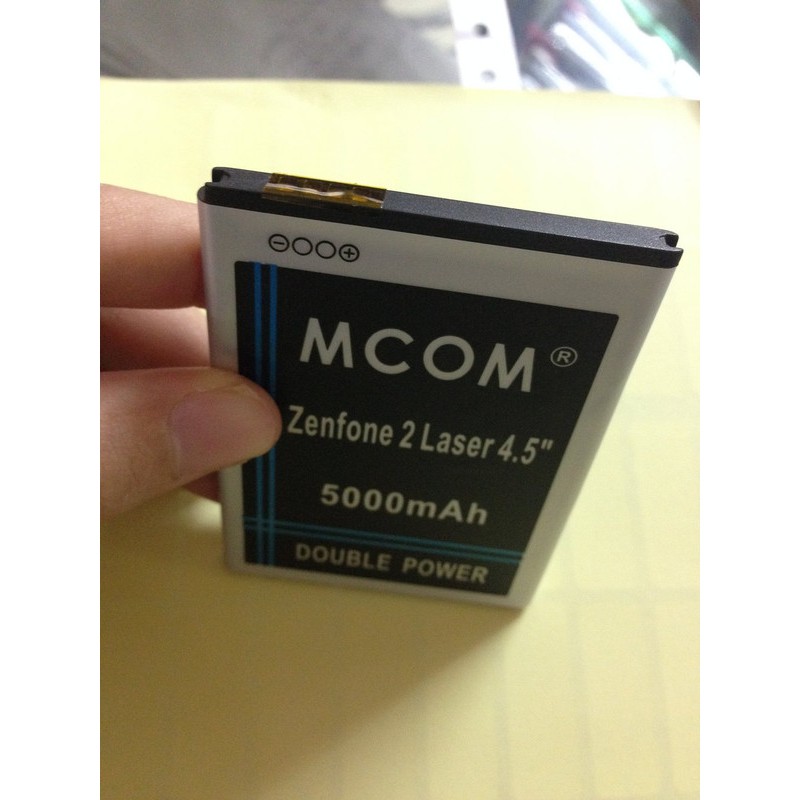 MCOM®
Zenfone 2 Laser 4.5"
5000mAh
DOUBLE POWER